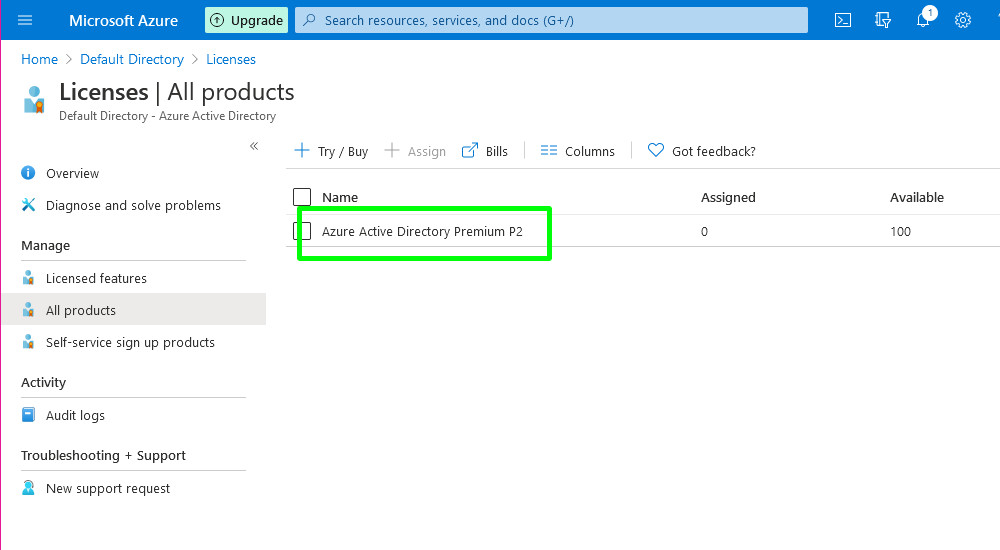 Microsoft Azure Upgrade Search resources, services, and docs (G+/) 1
Home > Default Directory > Licenses
Licenses | All products
Default Directory - Azure Active Directory
«
Try / Buy Assign Bills Columns Got feedback?
Overview
Diagnose and solve problems
Manage
Licensed features
All products
Self-service sign up products
Activity
Audit logs
Troubleshooting + Support
New support request
Name Assigned Available
Azure Active Directory Premium P2 0 100